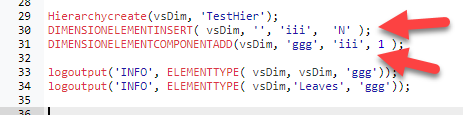 29 Hierarchycreate(vsDim, 'TestHier');
30 DIMENSIONELEMENTINSERT( vsDim, '', 'iii',  'N' );
31 DIMENSIONELEMENTCOMPONENTADD(vsDim, 'ggg', 'iii', 1 );
32
33 logoutput('INFO', ELEMENTTYPE( vsDim, vsDim, 'ggg'));
34 logoutput('INFO', ELEMENTTYPE( vsDim,'Leaves', 'ggg'));
35
36